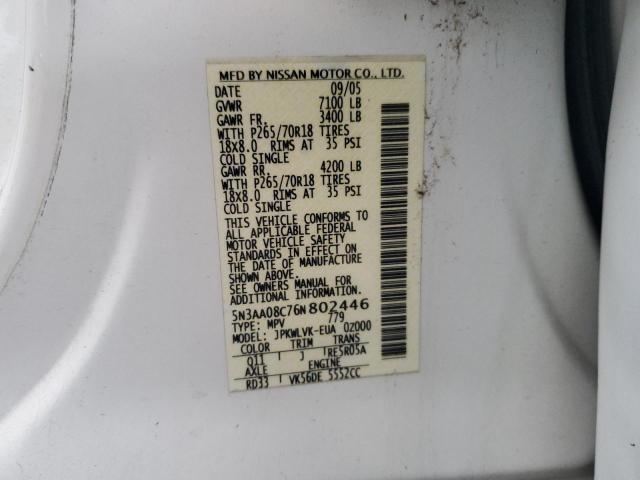 MFD BY NISSAN MOTOR CO., LTD.
DATE 09/05
GVWR 7100 LB
GAWR FR. 3400 LB
WITH P265/70R18 TIRES
18X8.0 RIMS AT 35 PSI
COLD SINGLE
GAWR RR. 4200 LB
WITH P265/70R18 TIRES
18X8.0 RIMS AT 35 PSI
COLD SINGLE
THIS VEHICLE CONFORMS TO
ALL APPLICABLE FEDERAL
MOTOR VEHICLE SAFETY
STANDARDS IN EFFECT ON
THE DATE OF MANUFACTURE
SHOWN ABOVE.
SEE OWNERS MANUAL FOR
ADDITIONAL INFORMATION.
5N3AA08C76N802446
TYPE: MPV 779
MODEL: JPKWLVK-EUA 02000
COLOR TRIM TRANS
Q11 J RE5R05A
AXLE ENGINE
RD33 VK56DE 5552CC